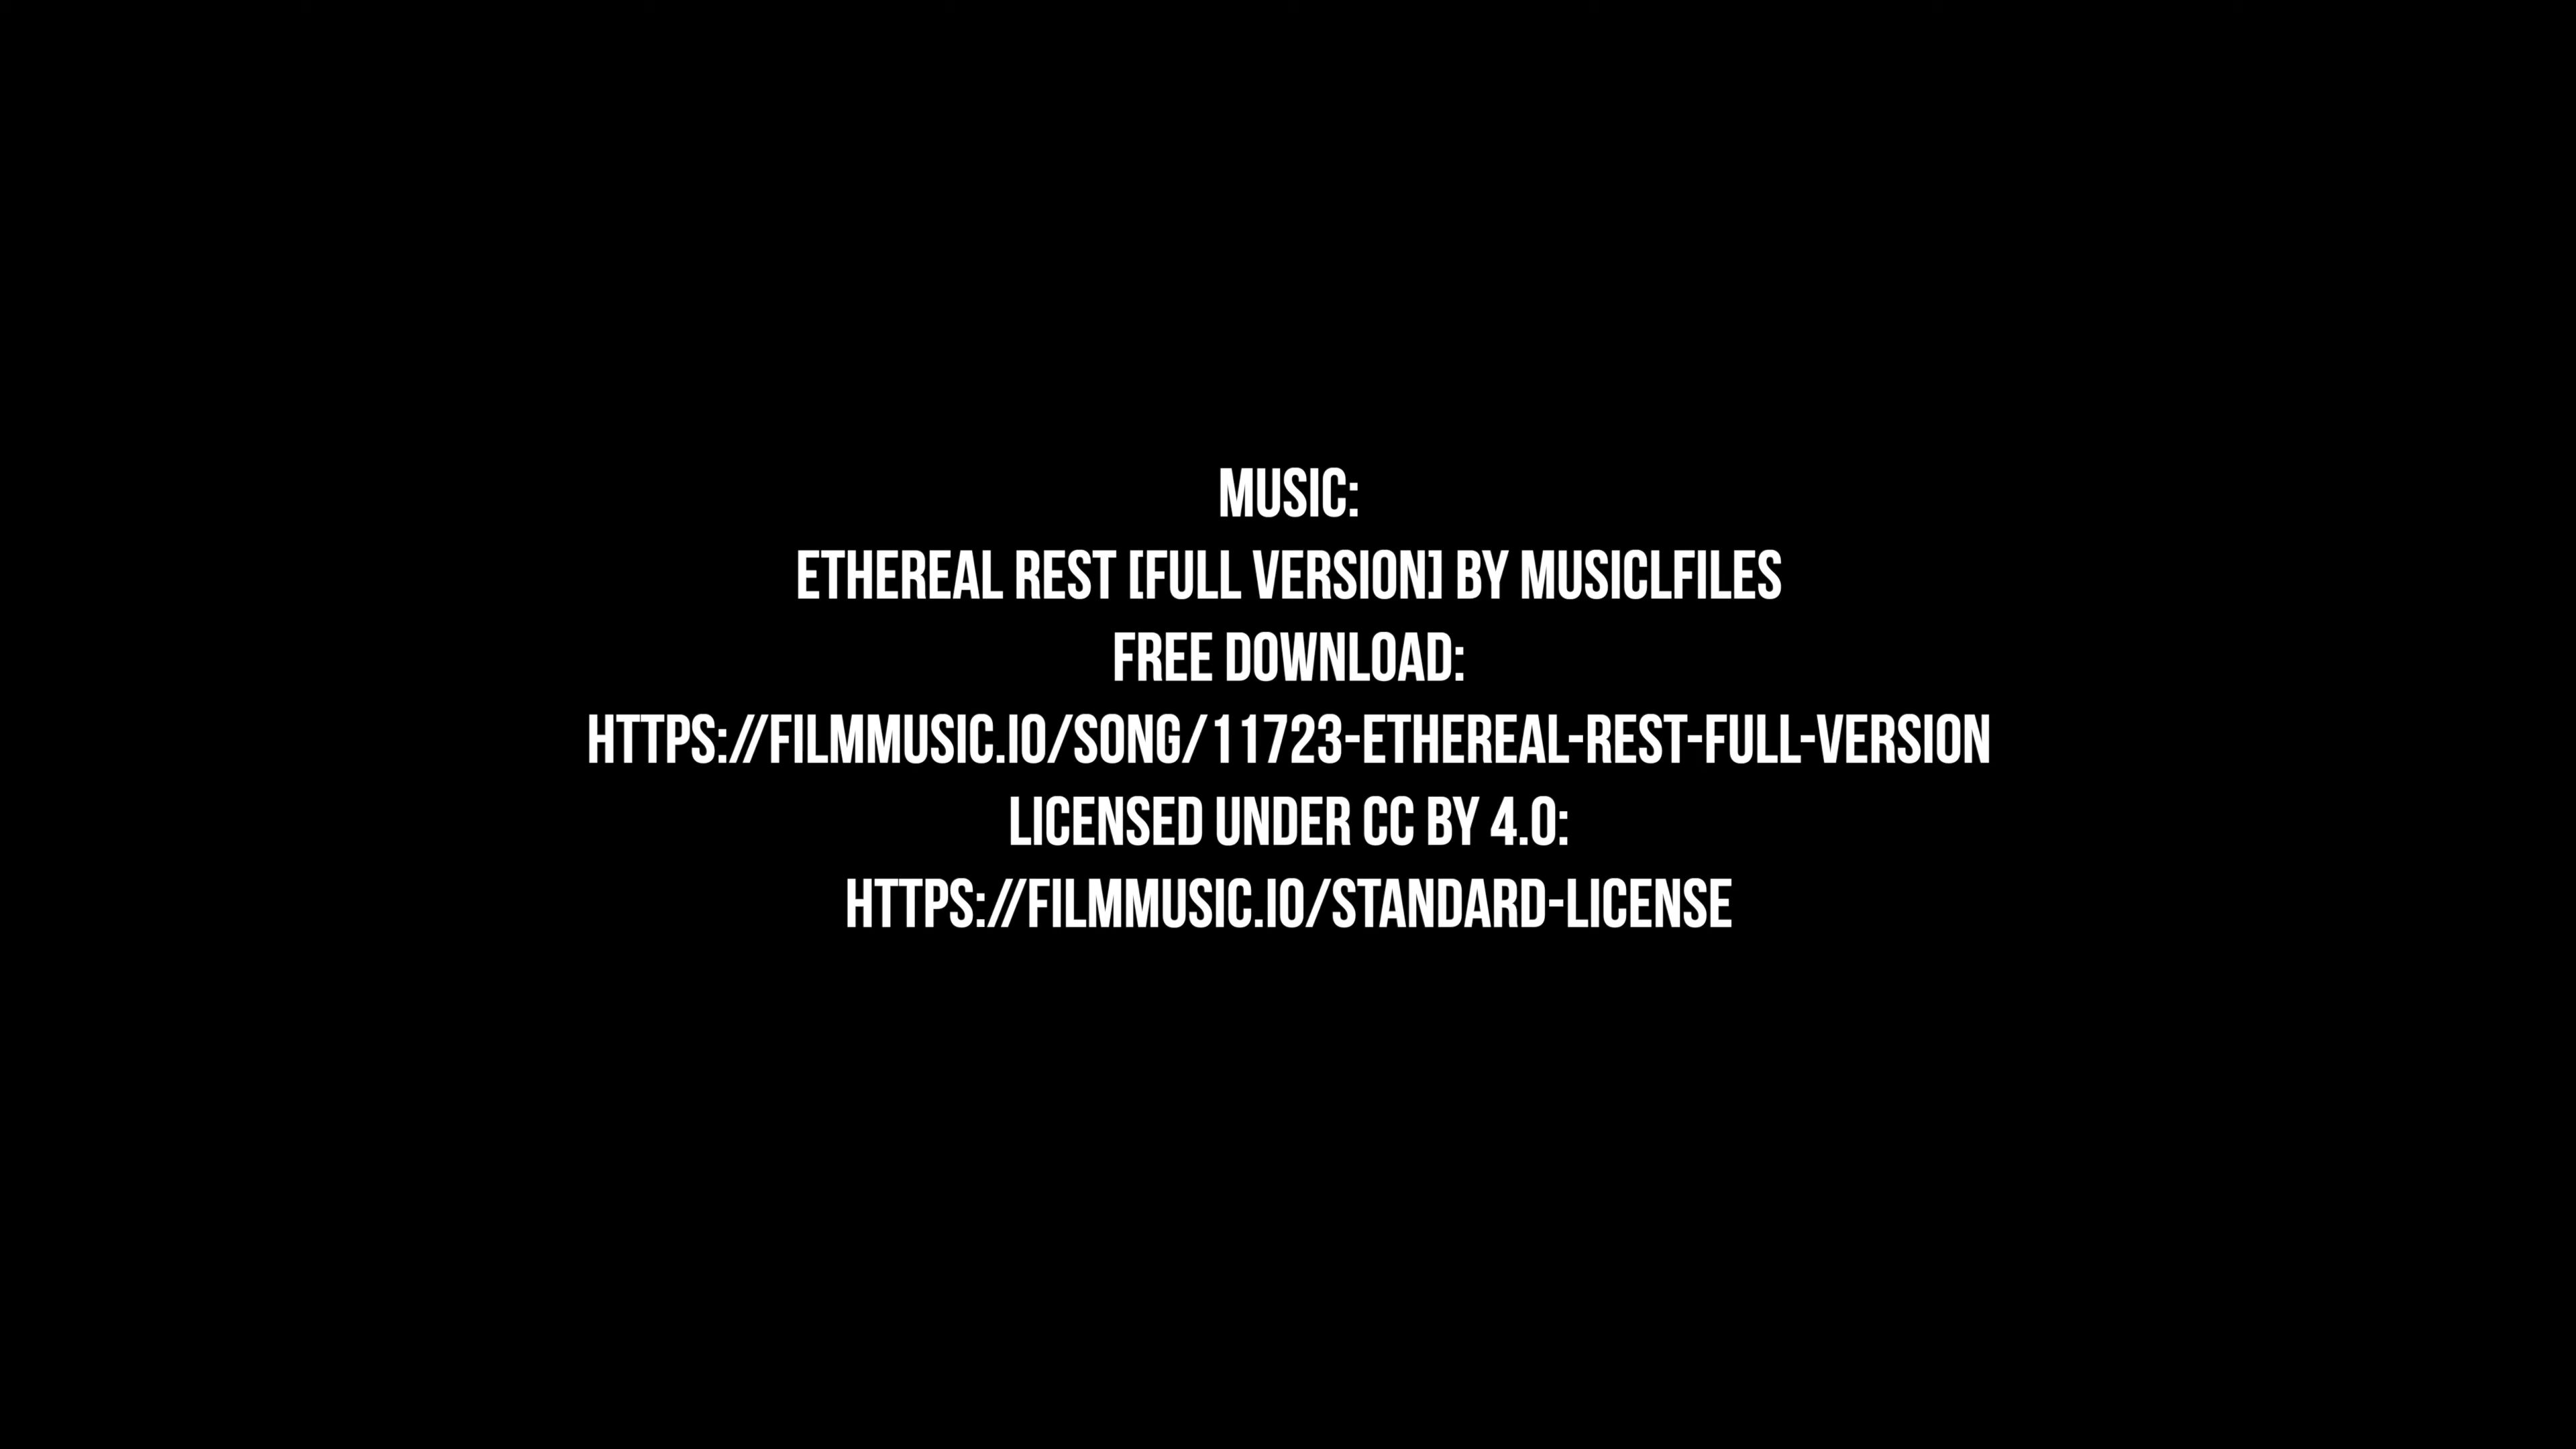 MUSIC:
ETHEREAL REST [FULL VERSION] BY MUSICLFILES
FREE DOWNLOAD:
HTTPS://FILMMUSIC.IO/SONG/11723-ETHEREAL-REST-FULL-VERSION
LICENSED UNDER CC BY 4.0:
HTTPS://FILMMUSIC.IO/STANDARD-LICENSE